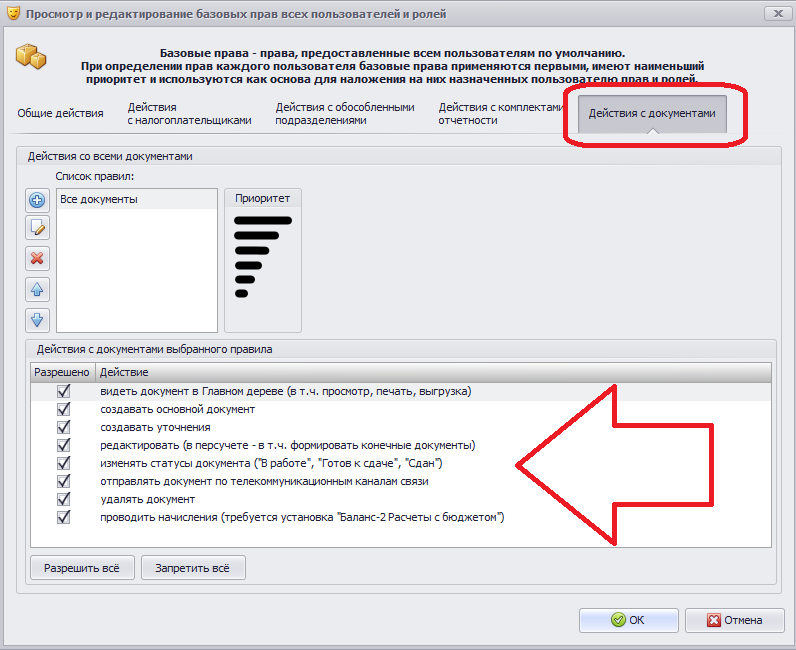 Просмотр и редактирование базовых прав всех пользователей и ролей
Базовые права - права, предоставленные всем пользователям по умолчанию.
При определении прав каждого пользователя базовые права применяются первыми, имеют наименьший
приоритет и используются как основа для наложения на них назначенных пользователю прав и ролей.
Общие действия
Действия
с налогоплательщиками
Действия с обособленными
подразделениями
Действия с комплектами
отчетности
Действия с документами
Действия со всеми документами
Список правил:
Все документы
Приоритет
Действия с документами выбранного правила
Разрешено Действие
видеть документ в Главном дереве (в т.ч. просмотр, печать, выгрузка)
создавать основной документ
создавать уточнения
редактировать (в персучете - в т.ч. формировать конечные документы)
изменять статусы документа ("В работе", "Готов к сдаче", "Сдан")
отправлять документ по телекоммуникационным каналам связи
удалять документ
проводить начисления (требуется установка "Баланс-2 Расчеты с бюджетом")
Разрешить всё
Запретить всё
ОК
Отмена